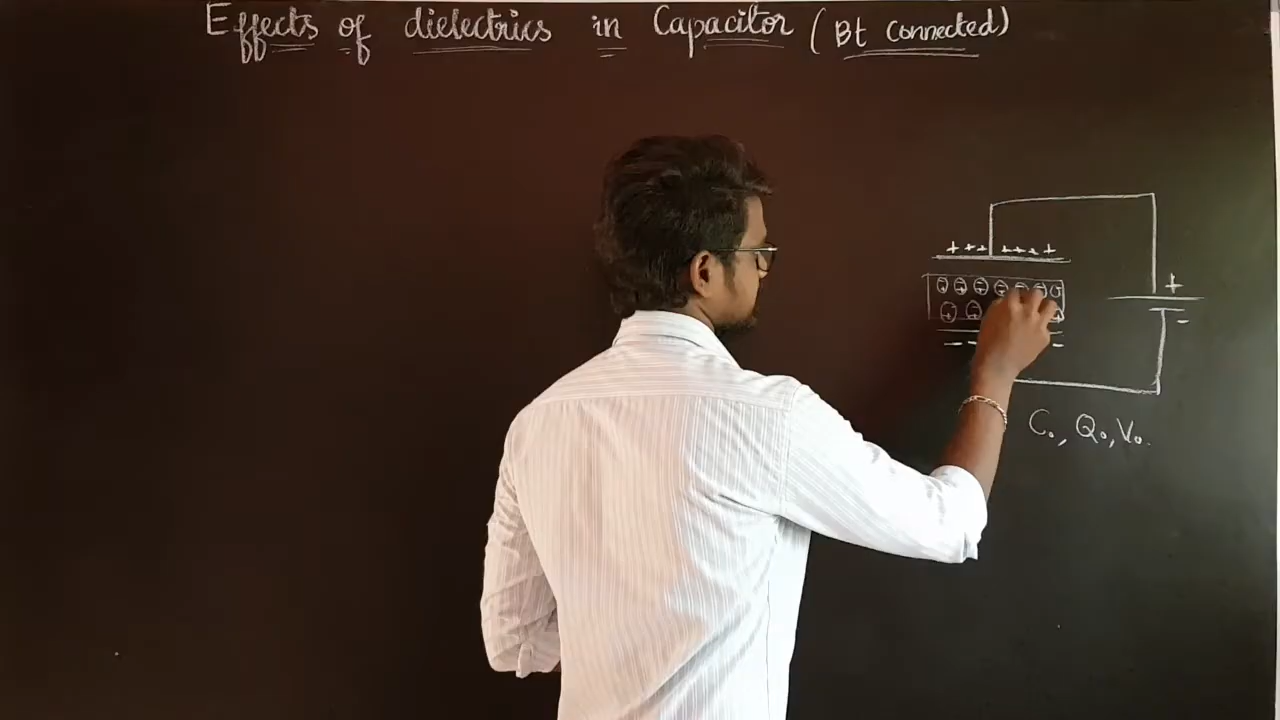 Effects of dielectrics in Capacitor (Bt Connected)
+ + + + + + +
+
-
- -
-
C₀, Q₀, V₀.